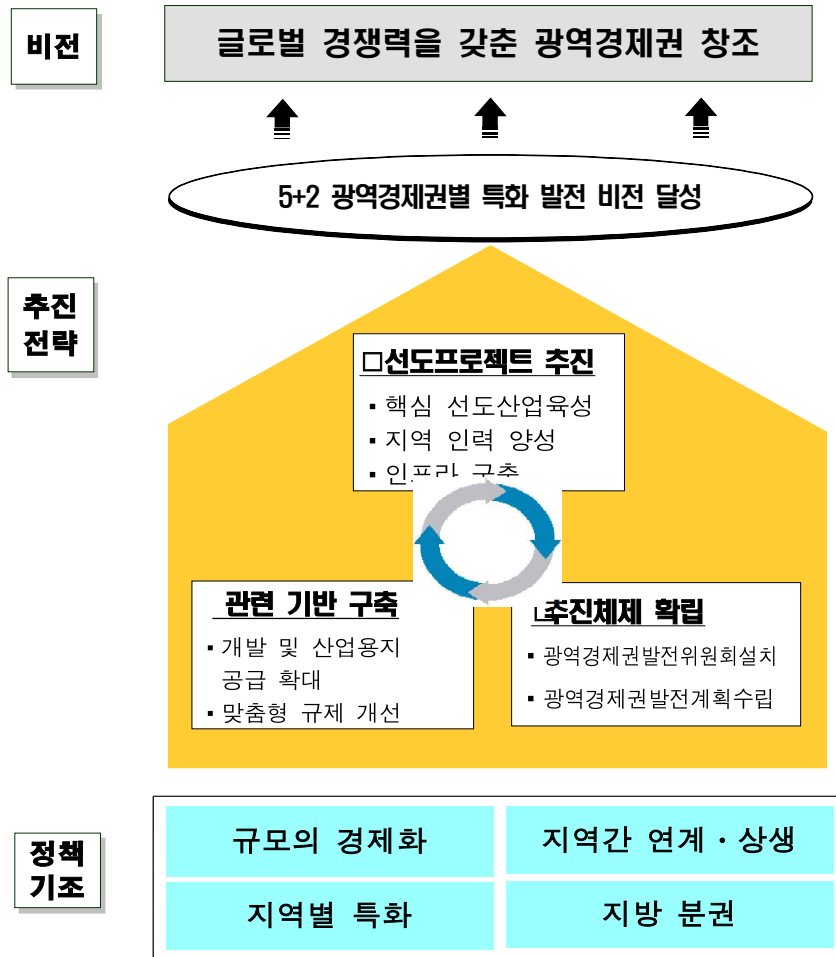 비전
글로벌 경쟁력을 갖춘 광역경제권 창조
5+2 광역경제권별 특화 발전 비전 달성
추진
전략
□선도프로젝트 추진
▪ 핵심 선도산업육성
▪ 지역 인력 양성
▪ 인프라 구축
관련 기반 구축
▪ 개발 및 산업용지
공급 확대
▪ 맞춤형 규제 개선
□추진체제 확립
▪ 광역경제권발전위원회설치
▪ 광역경제권발전계획수립
정책
기조
규모의 경제화
지역간 연계 · 상생
지역별 특화
지방 분권